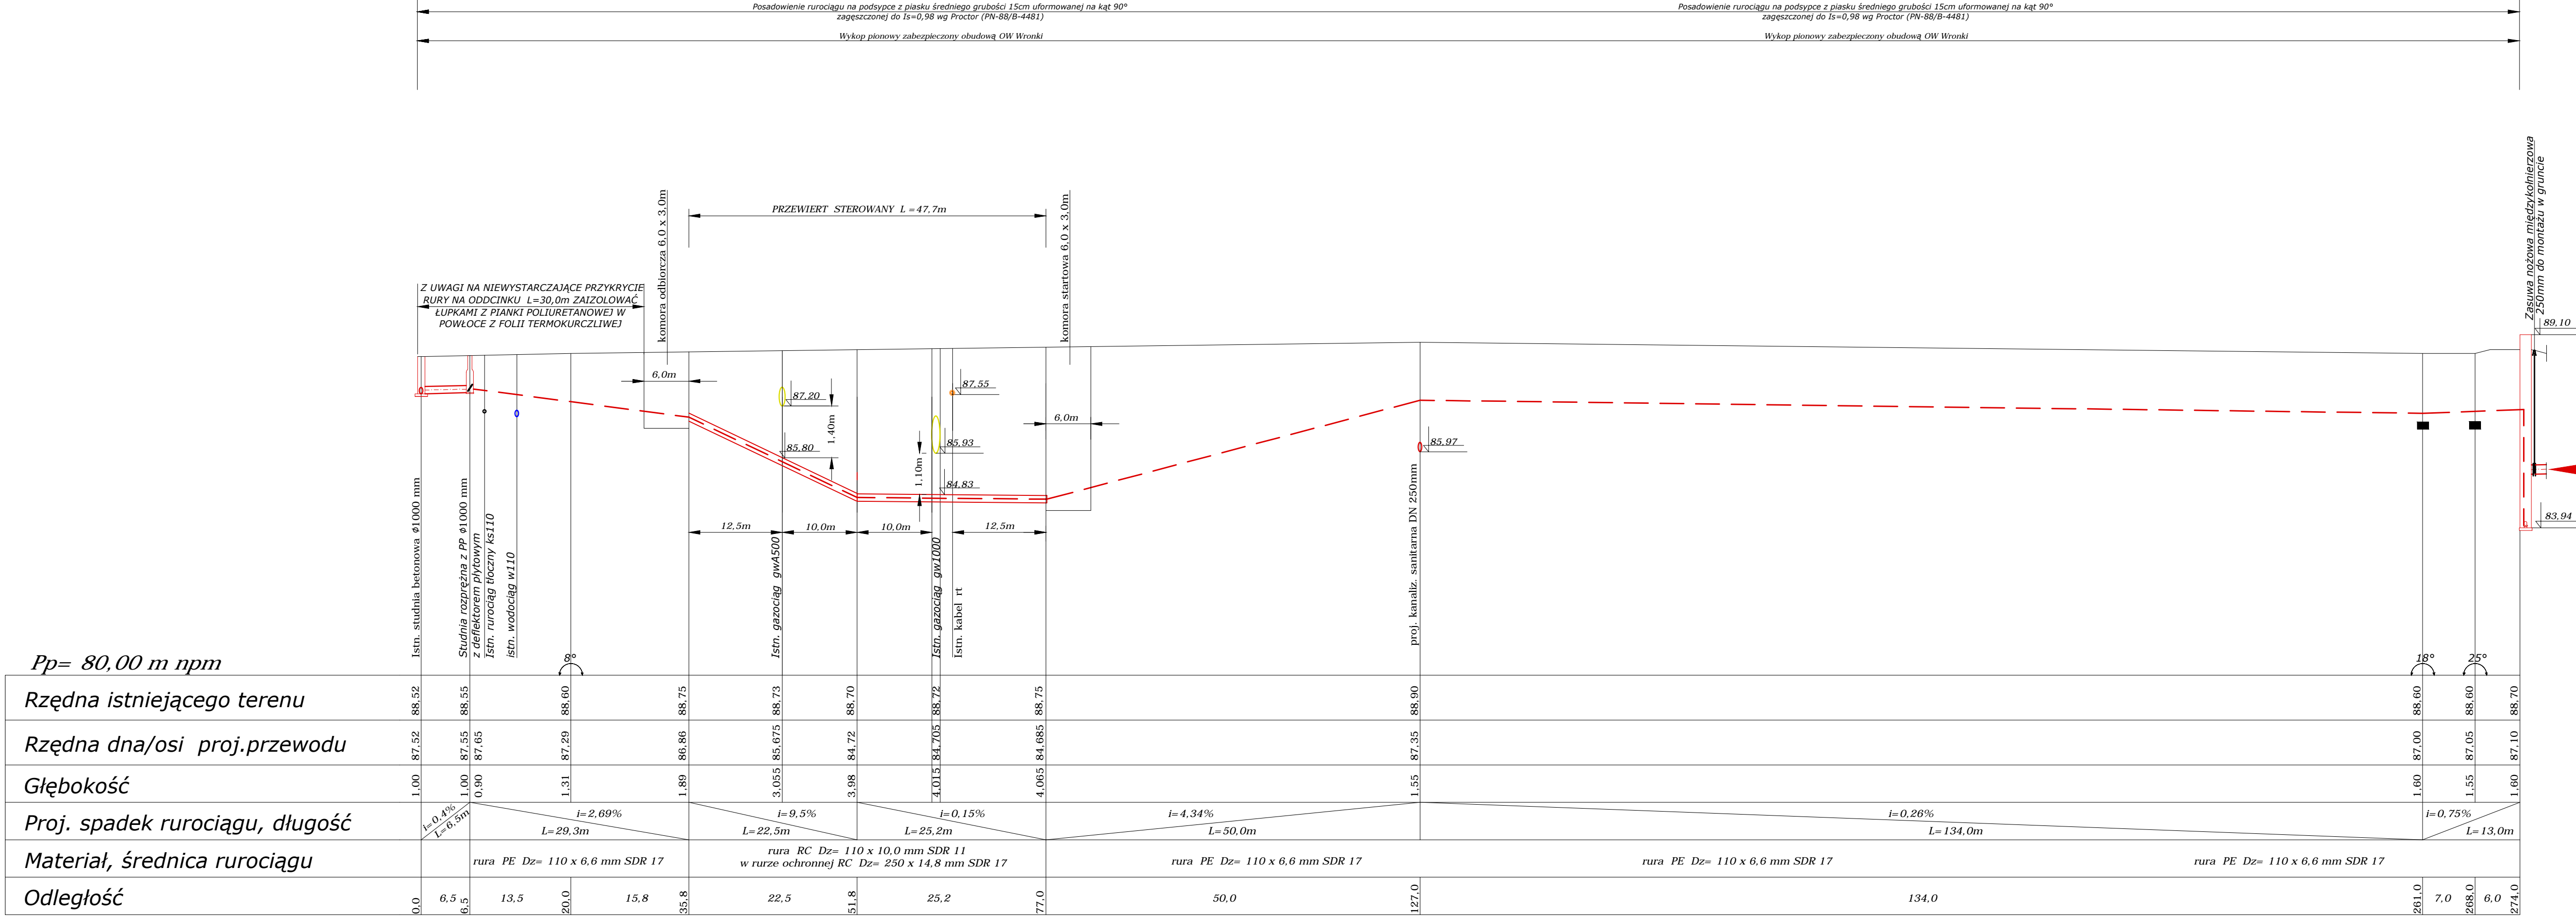 Posadowienie rurociągu na podsypce z piasku średniego grubości 15cm uformowanej na kąt 90°
zagęszczonej do Is=0,98 wg Proctor (PN-88/B-4481)
Wykop pionowy zabezpieczony obudową OW Wronki
Posadowienie rurociągu na podsypce z piasku średniego grubości 15cm uformowanej na kąt 90°
zagęszczonej do Is=0,98 wg Proctor (PN-88/B-4481)
Wykop pionowy zabezpieczony obudową OW Wronki
Z UWAGI NA NIEWYSTARCZAJĄCE PRZYKRYCIE
RURY NA ODDCINKU L=30,0m ZAIZOLOWAĆ
ŁUPKAMI Z PIANKI POLIURETANOWEJ W
POWŁOCE Z FOLII TERMOKURCZLIWEJ
komora odbiorcza 6,0 x 3,0m
PRZEWIERT STEROWANY L =47,7m
komora startowa 6,0 x 3,0m
Zasuwa nożowa międzykołnierzowa
250mm do montażu w gruncie
89,10
83,94
6,0m
87,20
1,40m
85,80
87,55
85,93
1,10m
84,83
6,0m
85,97
12,5m
10,0m
10,0m
12,5m
Istn. studnia betonowa ϕ1000 mm
Studnia rozprężna z PP ϕ1000 mm
z deflektorem płytowym
Istn. rurociąg tłoczny ks110
istn. wodociąg w110
Istn. gazociąg gwA500
Istn. gazociąg gw1000
Istn. kabel rt
proj. kanaliz. sanitarna DN 250mm
Pp= 80,00 m npm
8°
18°
25°
Rzędna istniejącego terenu
88,52
88,55
88,60
88,75
88,73
88,70
88,72
88,75
88,90
88,60
88,60
88,70
Rzędna dna/osi proj.przewodu
87,52
87,55
87,65
87,29
86,86
85,675
84,72
84,705
84,685
87,35
87,00
87,05
87,10
Głębokość
1,00
1,00
0,90
1,31
1,89
3,055
3,98
4,015
4,065
1,55
1,60
1,55
1,60
Proj. spadek rurociągu, długość
i=0,4%
L=6,5m
i=2,69%
L=29,3m
i=9,5%
L=22,5m
i=0,15%
L=25,2m
i=4,34%
L=50,0m
i=0,26%
L=134,0m
i=0,75%
L=13,0m
Materiał, średnica rurociągu
rura PE Dz= 110 x 6,6 mm SDR 17
rura RC Dz= 110 x 10,0 mm SDR 11
w rurze ochronnej RC Dz= 250 x 14,8 mm SDR 17
rura PE Dz= 110 x 6,6 mm SDR 17
rura PE Dz= 110 x 6,6 mm SDR 17
rura PE Dz= 110 x 6,6 mm SDR 17
Odległość
0,0
6,5
6,5
13,5
20,0
15,8
35,8
22,5
51,8
25,2
77,0
50,0
127,0
134,0
261,0
7,0
268,0
6,0
274,0